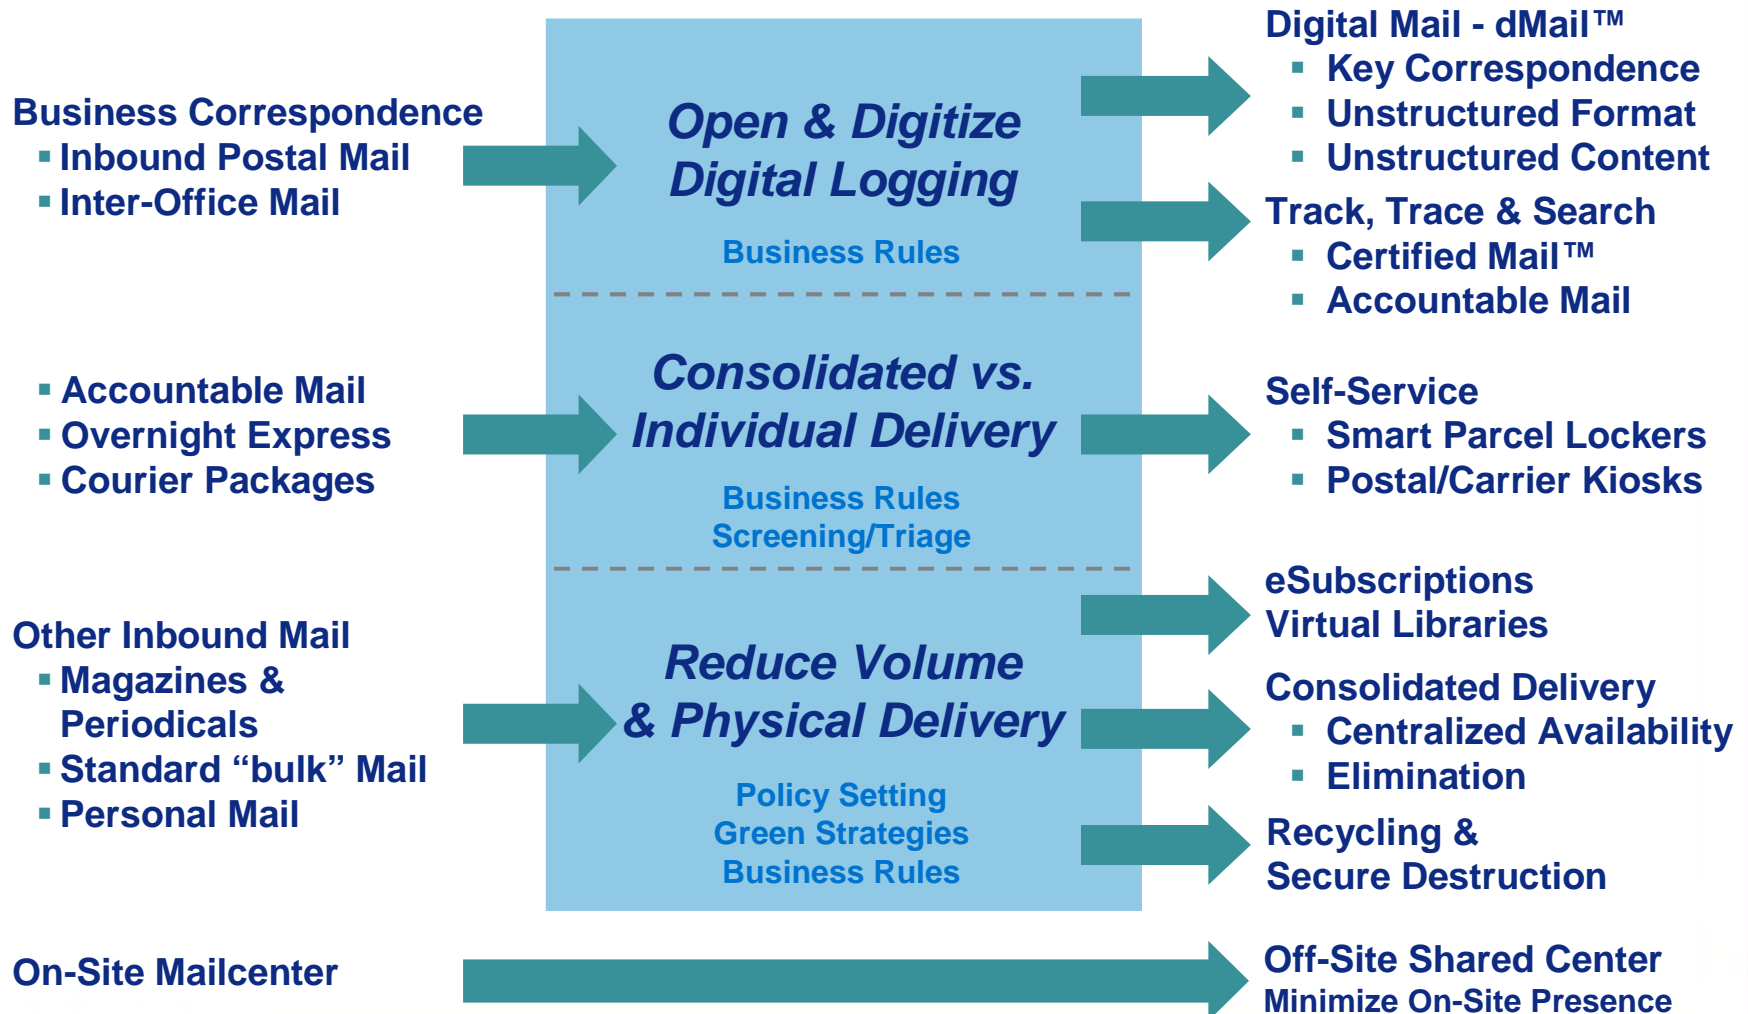 Business Correspondence
▪ Inbound Postal Mail
▪ Inter-Office Mail
Open & Digitize
Digital Logging
Business Rules
Digital Mail - dMail™
▪ Key Correspondence
▪ Unstructured Format
▪ Unstructured Content
Track, Trace & Search
▪ Certified Mail™
▪ Accountable Mail
▪ Accountable Mail
▪ Overnight Express
▪ Courier Packages
Consolidated vs.
Individual Delivery
Business Rules
Screening/Triage
Self-Service
▪ Smart Parcel Lockers
▪ Postal/Carrier Kiosks
Other Inbound Mail
▪ Magazines &
Periodicals
▪ Standard “bulk” Mail
▪ Personal Mail
Reduce Volume
& Physical Delivery
Policy Setting
Green Strategies
Business Rules
eSubscriptions
Virtual Libraries
Consolidated Delivery
▪ Centralized Availability
▪ Elimination
Recycling &
Secure Destruction
On-Site Mailcenter
Off-Site Shared Center
Minimize On-Site Presence